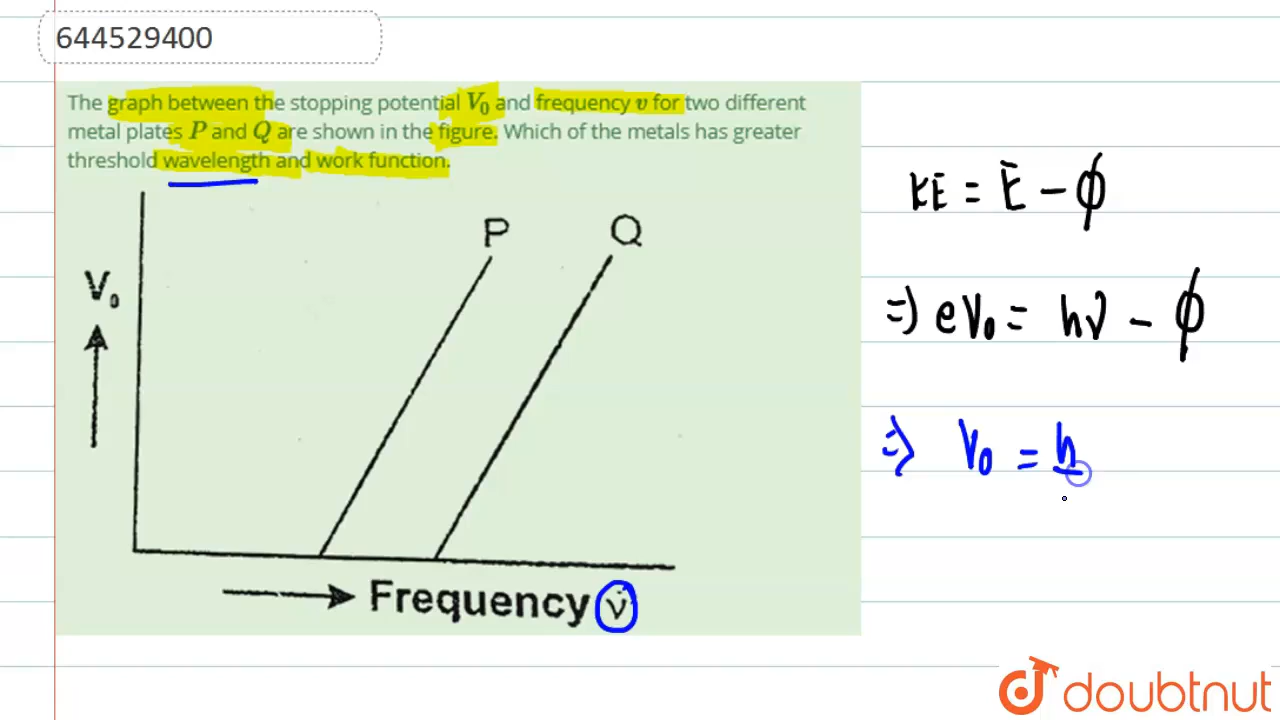 644529400
The graph between the stopping potential V₀ and frequency v for two different
metal plates P and Q are shown in the figure. Which of the metals has greater
threshold wavelength and work function.
P
Q
V₀
Frequency ν
KE = E - ϕ
=) eV₀ = hν - ϕ
=) V₀ = h
doubtnut